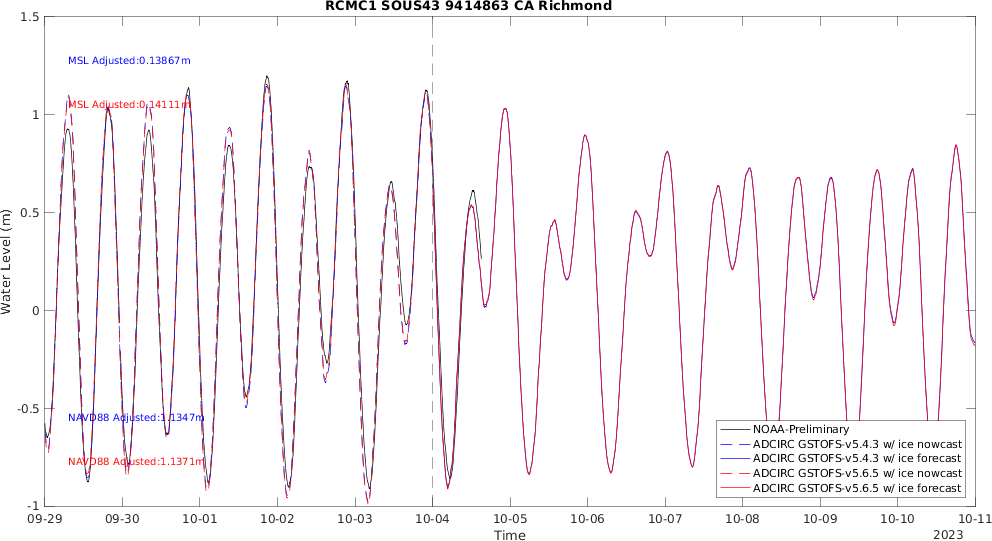 RCMC1 SOUS43 9414863 CA Richmond
1.5
1
0.5
0
-0.5
-1
Water Level (m)
MSL Adjusted:0.13867m
MSL Adjusted:0.14111m
NAVD88 Adjusted:1.1347m
NAVD88 Adjusted:1.1371m
NOAA-Preliminary
ADCIRC GSTOFS-v5.4.3 w/ ice nowcast
ADCIRC GSTOFS-v5.4.3 w/ ice forecast
ADCIRC GSTOFS-v5.6.5 w/ ice nowcast
ADCIRC GSTOFS-v5.6.5 w/ ice forecast
09-29 09-30 10-01 10-02 10-03 10-04 10-05 10-06 10-07 10-08 10-09 10-10 10-11
Time
2023